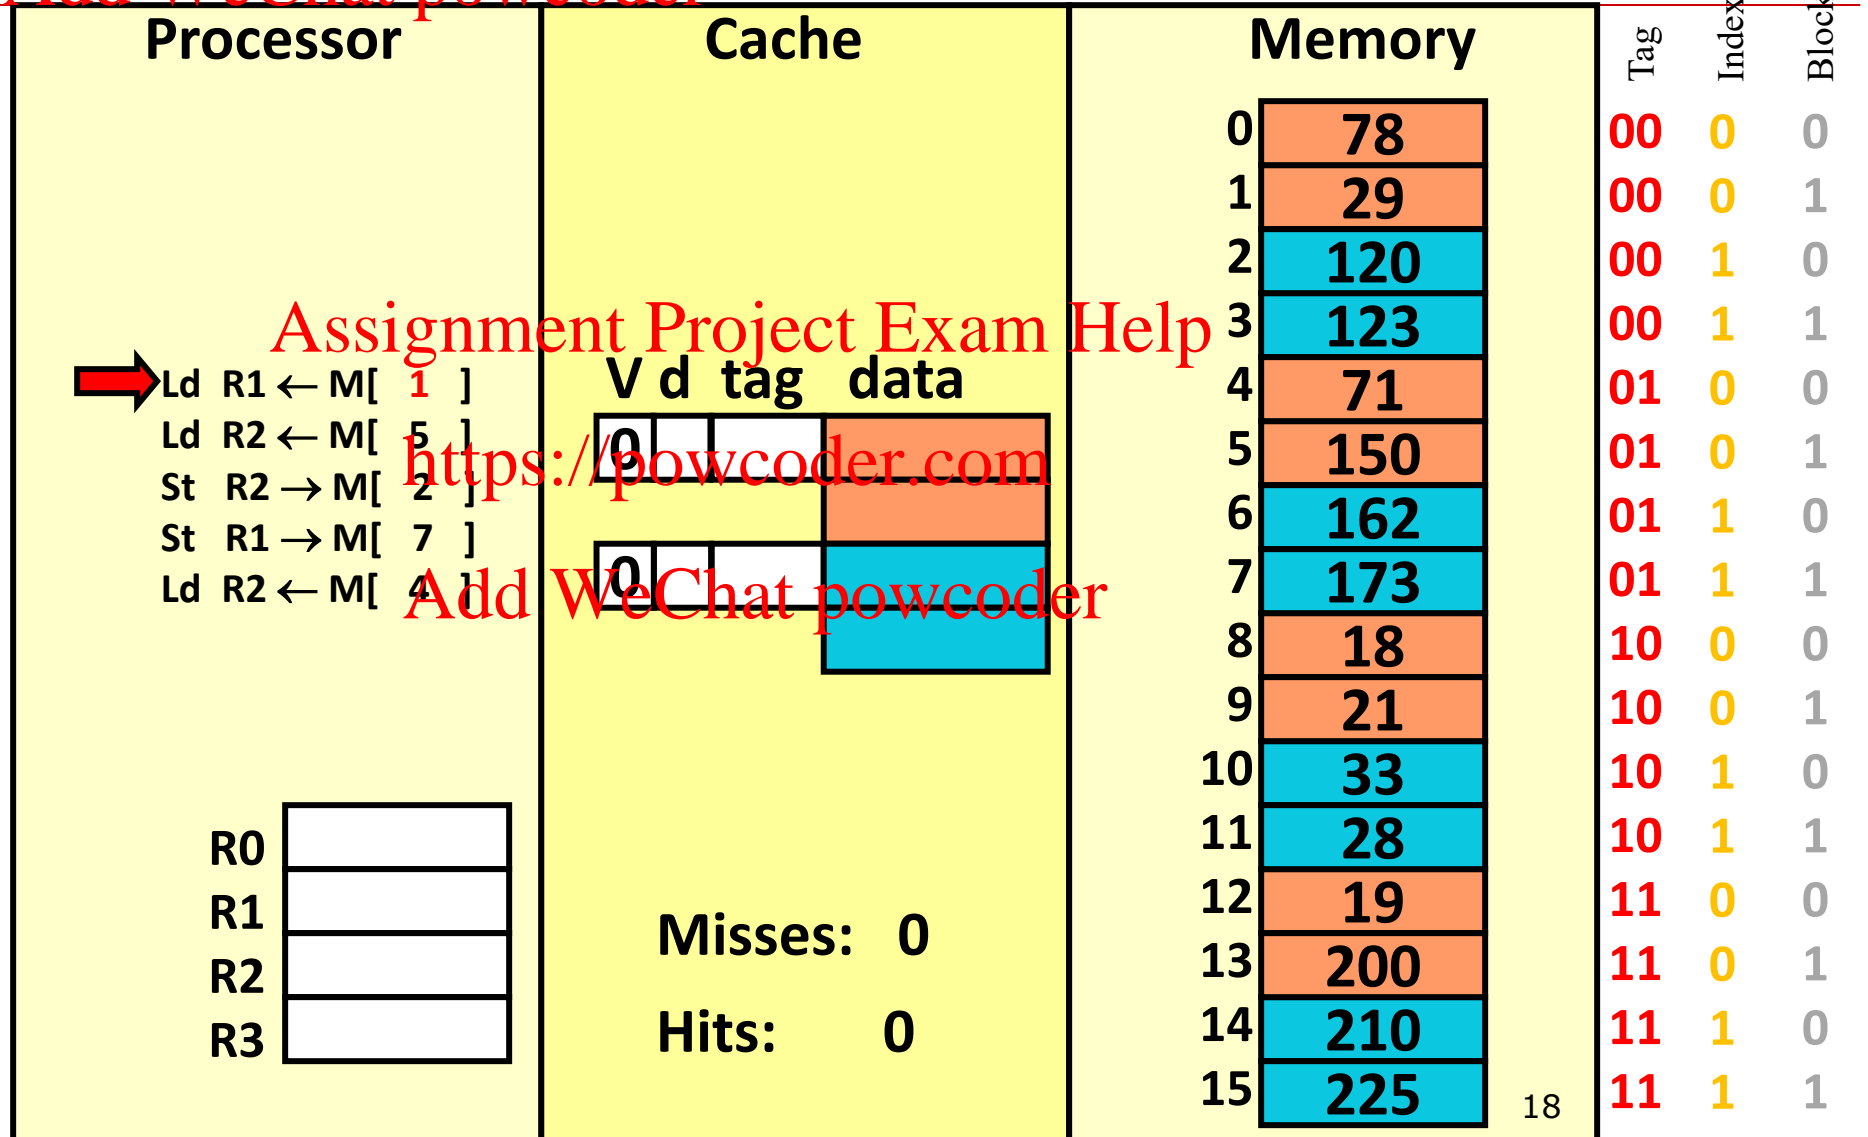 Add WeChat powcoder
Processor
Cache
Memory
Tag
Index
Block
0 78 00 0 0
1 29 00 0 1
2 120 00 1 0
3 123 00 1 1
4 71 01 0 0
5 150 01 0 1
6 162 01 1 0
7 173 01 1 1
8 18 10 0 0
9 21 10 0 1
10 33 10 1 0
11 28 10 1 1
12 19 11 0 0
13 200 11 0 1
14 210 11 1 0
15 225 11 1 1
Assignment Project Exam Help
Ld R1 ← M[ 1 ]
Ld R2 ← M[ 5 ]
St R2 → M[ 2 ]
St R1 → M[ 7 ]
Ld R2 ← M[ 4 ]
V d tag data
0
https://powcoder.com
0
Add WeChat powcoder
R0
R1
R2
R3
Misses: 0
Hits: 0
18